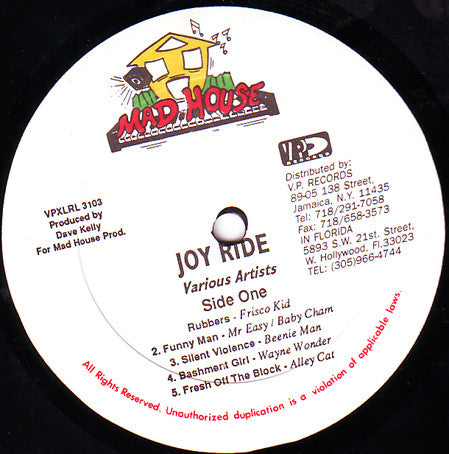 MAD HOUSE
VP
RECORDS
VPXLRL 3103
Produced by
Dave Kelly
For Mad House Prod.
Distributed by:
V.P. RECORDS
89-05 138 Street,
Jamaica, N.Y. 11435
Tel: 718/291-7058
Fax: 718/658-3573
IN FLORIDA
5893 S.W. 21st. Street,
W. Hollywood, Fl.33023
TEL: (305)966-4744
JOY RIDE
Various Artists
Side One
Rubbers - Frisco Kid
2. Funny Man - Mr Easy / Baby Cham
3. Silent Violence - Beenie Man
4. Bashment Girl - Wayne Wonder
5. Fresh Off The Block - Alley Cat
All Rights Reserved. Unauthorized duplication is a violation of applicable laws.